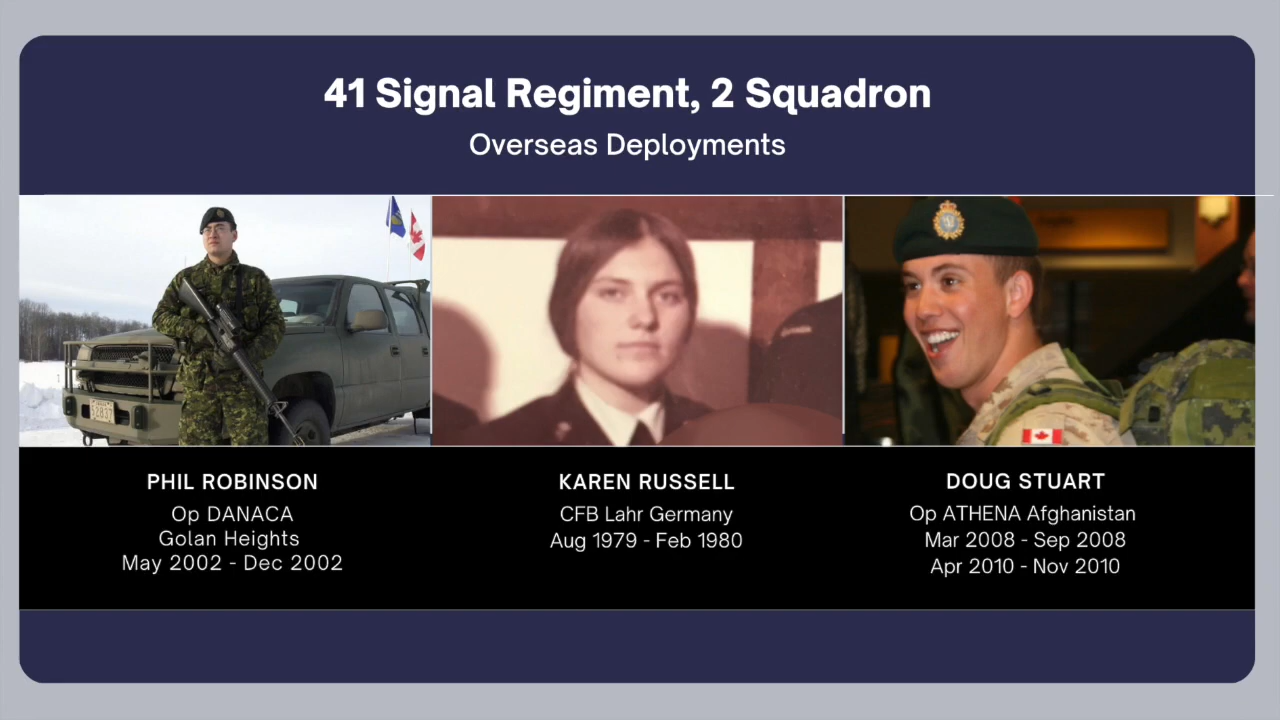 41 Signal Regiment, 2 Squadron
Overseas Deployments
PHIL ROBINSON
Op DANACA
Golan Heights
May 2002 - Dec 2002
KAREN RUSSELL
CFB Lahr Germany
Aug 1979 - Feb 1980
DOUG STUART
Op ATHENA Afghanistan
Mar 2008 - Sep 2008
Apr 2010 - Nov 2010